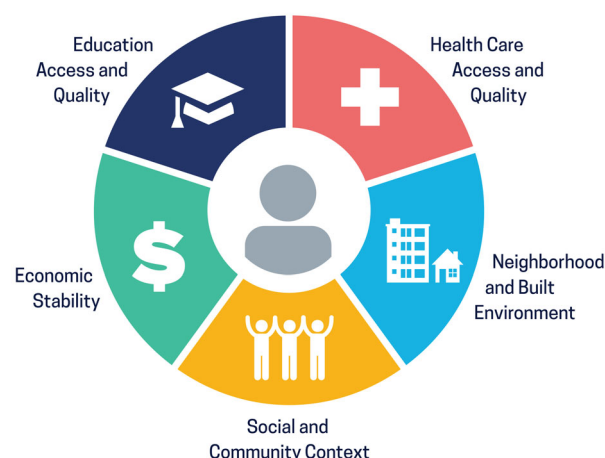 Education
Access and
Quality
Health Care
Access and
Quality
Economic
Stability
$
Neighborhood
and Built
Environment
Social and
Community Context